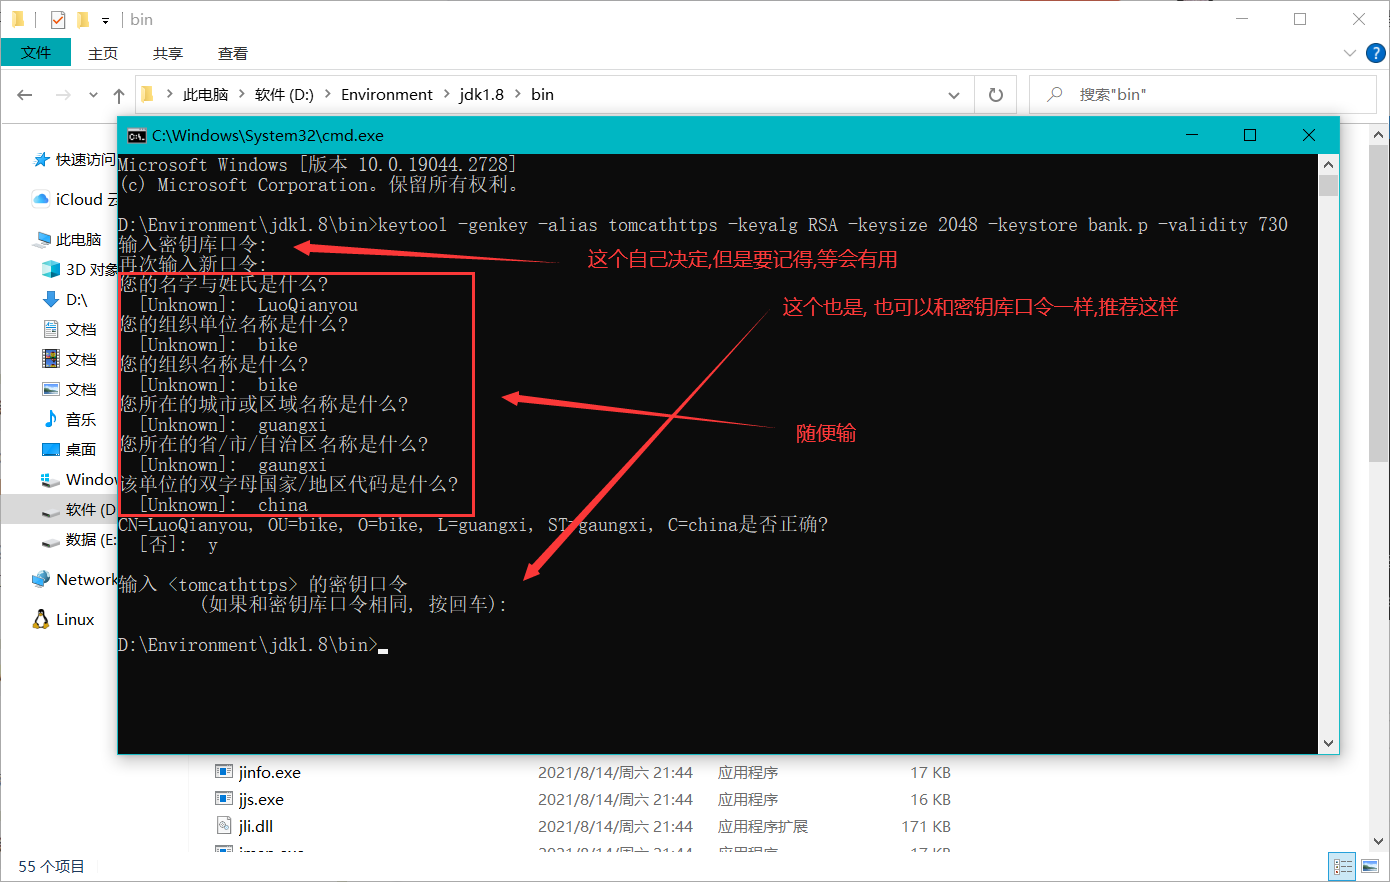 bin
文件 主页 共享 查看
此电脑 软件 (D:) Environment jdk1.8 bin
搜索"bin"
快速访问
iCloud 云
此电脑
3D 对象
D:\
文档
文档
文档
音乐
桌面
Window
软件 (D
数据 (E:
Network
Linux
C:\Windows\System32\cmd.exe
Microsoft Windows [版本 10.0.19044.2728]
(c) Microsoft Corporation。保留所有权利。
D:\Environment\jdk1.8\bin>keytool -genkey -alias tomcathttps -keyalg RSA -keysize 2048 -keystore bank.p -validity 730
输入密钥库口令:
再次输入新口令:
这个自己决定,但是要记得,等会有用
您的名字与姓氏是什么?
[Unknown]: LuoQianyou
这个也是, 也可以和密钥库口令一样,推荐这样
您的组织单位名称是什么?
[Unknown]: bike
您的组织名称是什么?
[Unknown]: bike
您所在的城市或区域名称是什么?
[Unknown]: guangxi
随便输
您所在的省/市/自治区名称是什么?
[Unknown]: gaungxi
该单位的双字母国家/地区代码是什么?
[Unknown]: china
CN=LuoQianyou, OU=bike, O=bike, L=guangxi, ST=gaungxi, C=china是否正确?
[否]: y
输入 <tomcathttps> 的密钥口令
(如果和密钥库口令相同, 按回车):
D:\Environment\jdk1.8\bin>
jinfo.exe 2021/8/14/周六 21:44 应用程序 17 KB
jjs.exe 2021/8/14/周六 21:44 应用程序 16 KB
jli.dll 2021/8/14/周六 21:44 应用程序扩展 171 KB
55 个项目